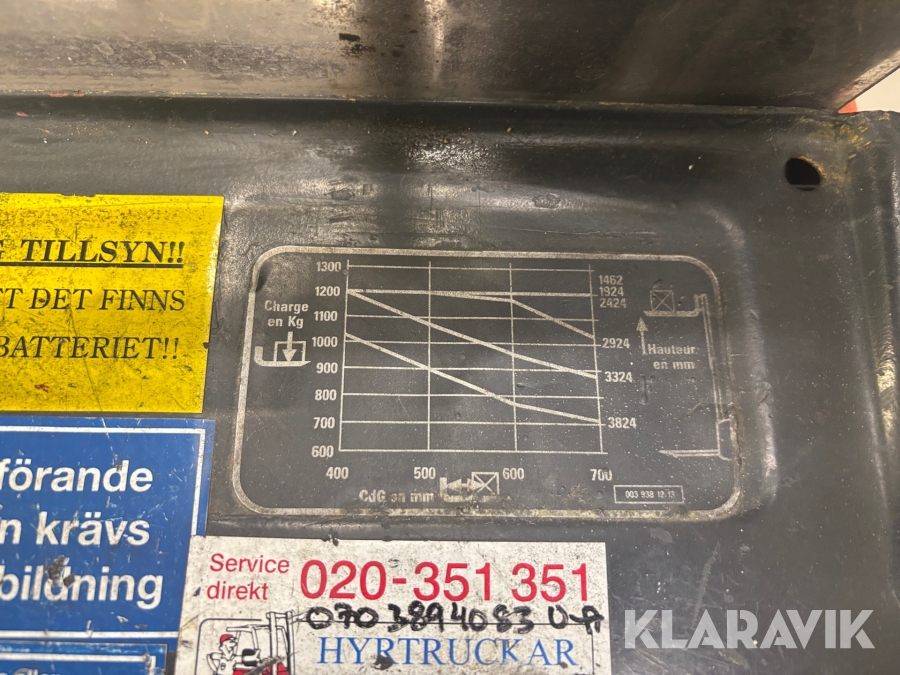 TILLSYN!!
TT DET FINNS
BATTERIET!!
1300
1200
1100
1000
900
800
700
600
Charge
en Kg
1462
1924
2424
2924
3324
3824
Hauteur
en mm
400 500 600 700
CdG en mm
003 938 12 13
förande
n krävs
bildning
Service
direkt
020-351 351
070 3894083
HYRTRUCKAR
KLARAVIK